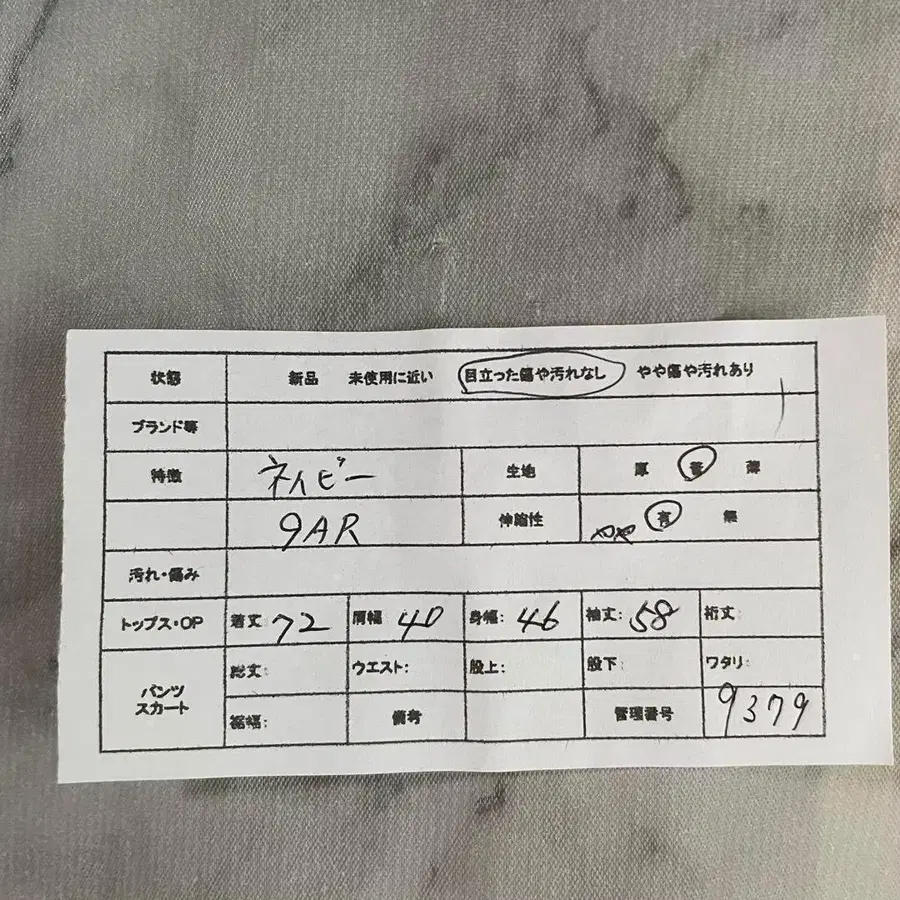 状態 新品 未使用に近い 目立った傷や汚れなし やや傷や汚れあり
ブランド等
特徴 ネイビー 生地 厚 普 薄
9AR 伸縮性 やや 有 無
汚れ・傷み
トップス・OP 着丈: 72 肩幅 40 身幅: 46 袖丈: 58 裄丈:
パンツ スカート 総丈: ウエスト: 股上: 股下: ワタリ:
裾幅: 備考 管理番号 9379